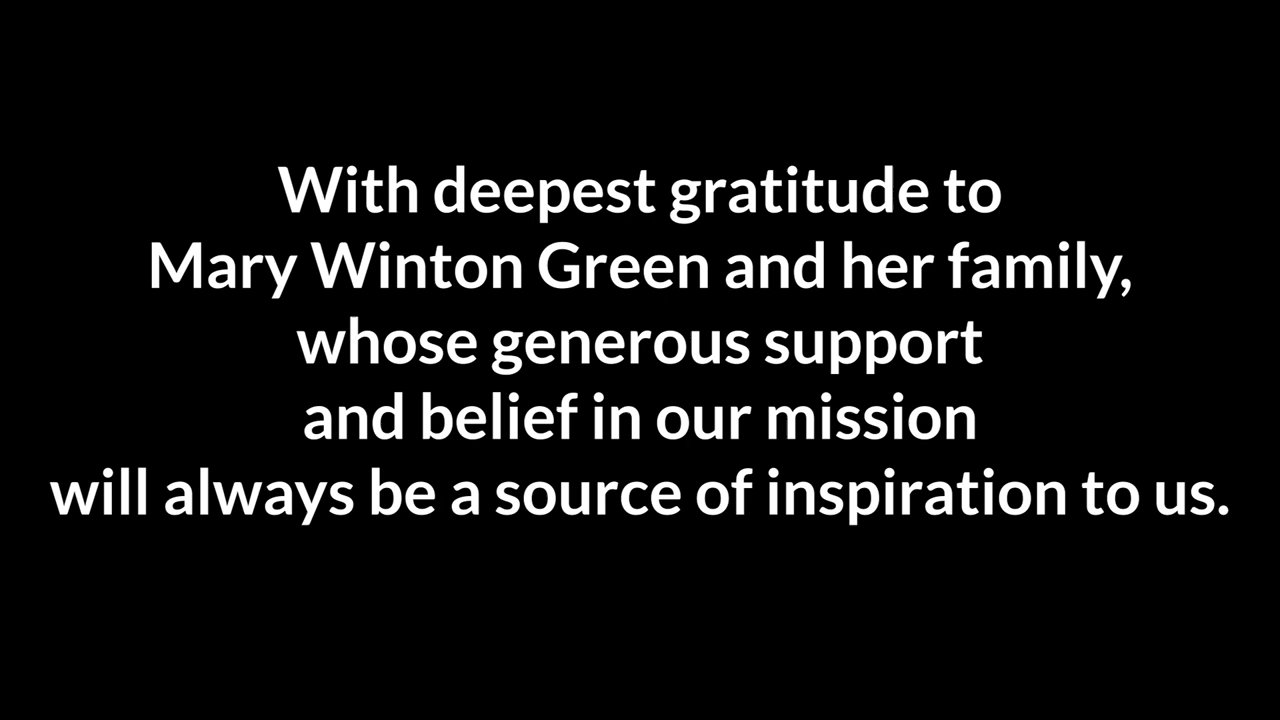 With deepest gratitude to
Mary Winton Green and her family,
whose generous support
and belief in our mission
will always be a source of inspiration to us.